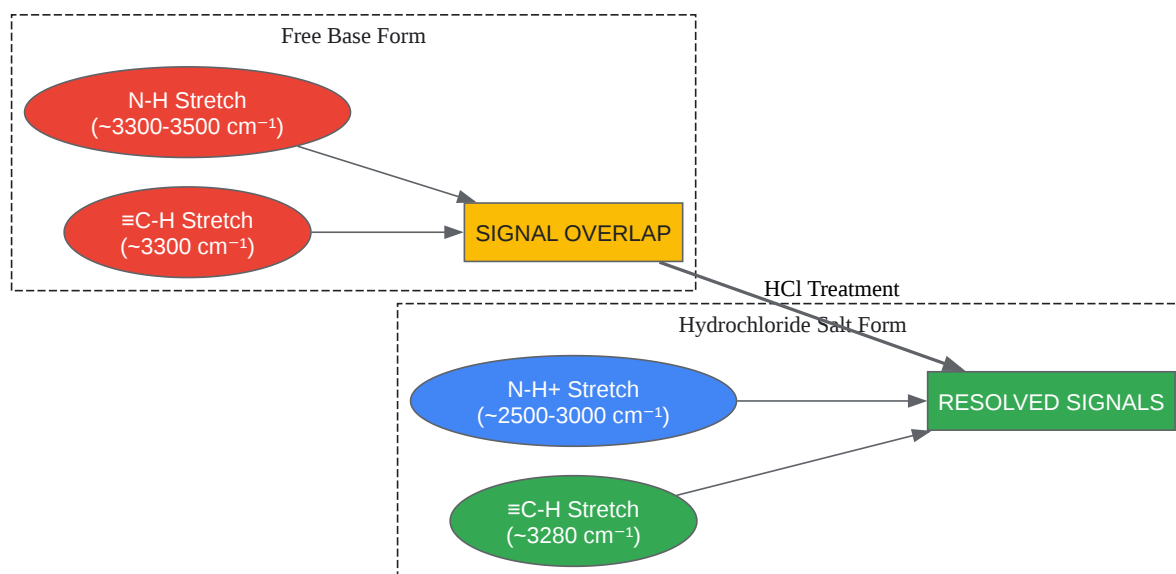 Free Base Form
N-H Stretch
(~3300-3500 cm⁻¹)
≡C-H Stretch
(~3300 cm⁻¹)
SIGNAL OVERLAP
HCl Treatment
Hydrochloride Salt Form
N-H+ Stretch
(~2500-3000 cm⁻¹)
RESOLVED SIGNALS
≡C-H Stretch
(~3280 cm⁻¹)